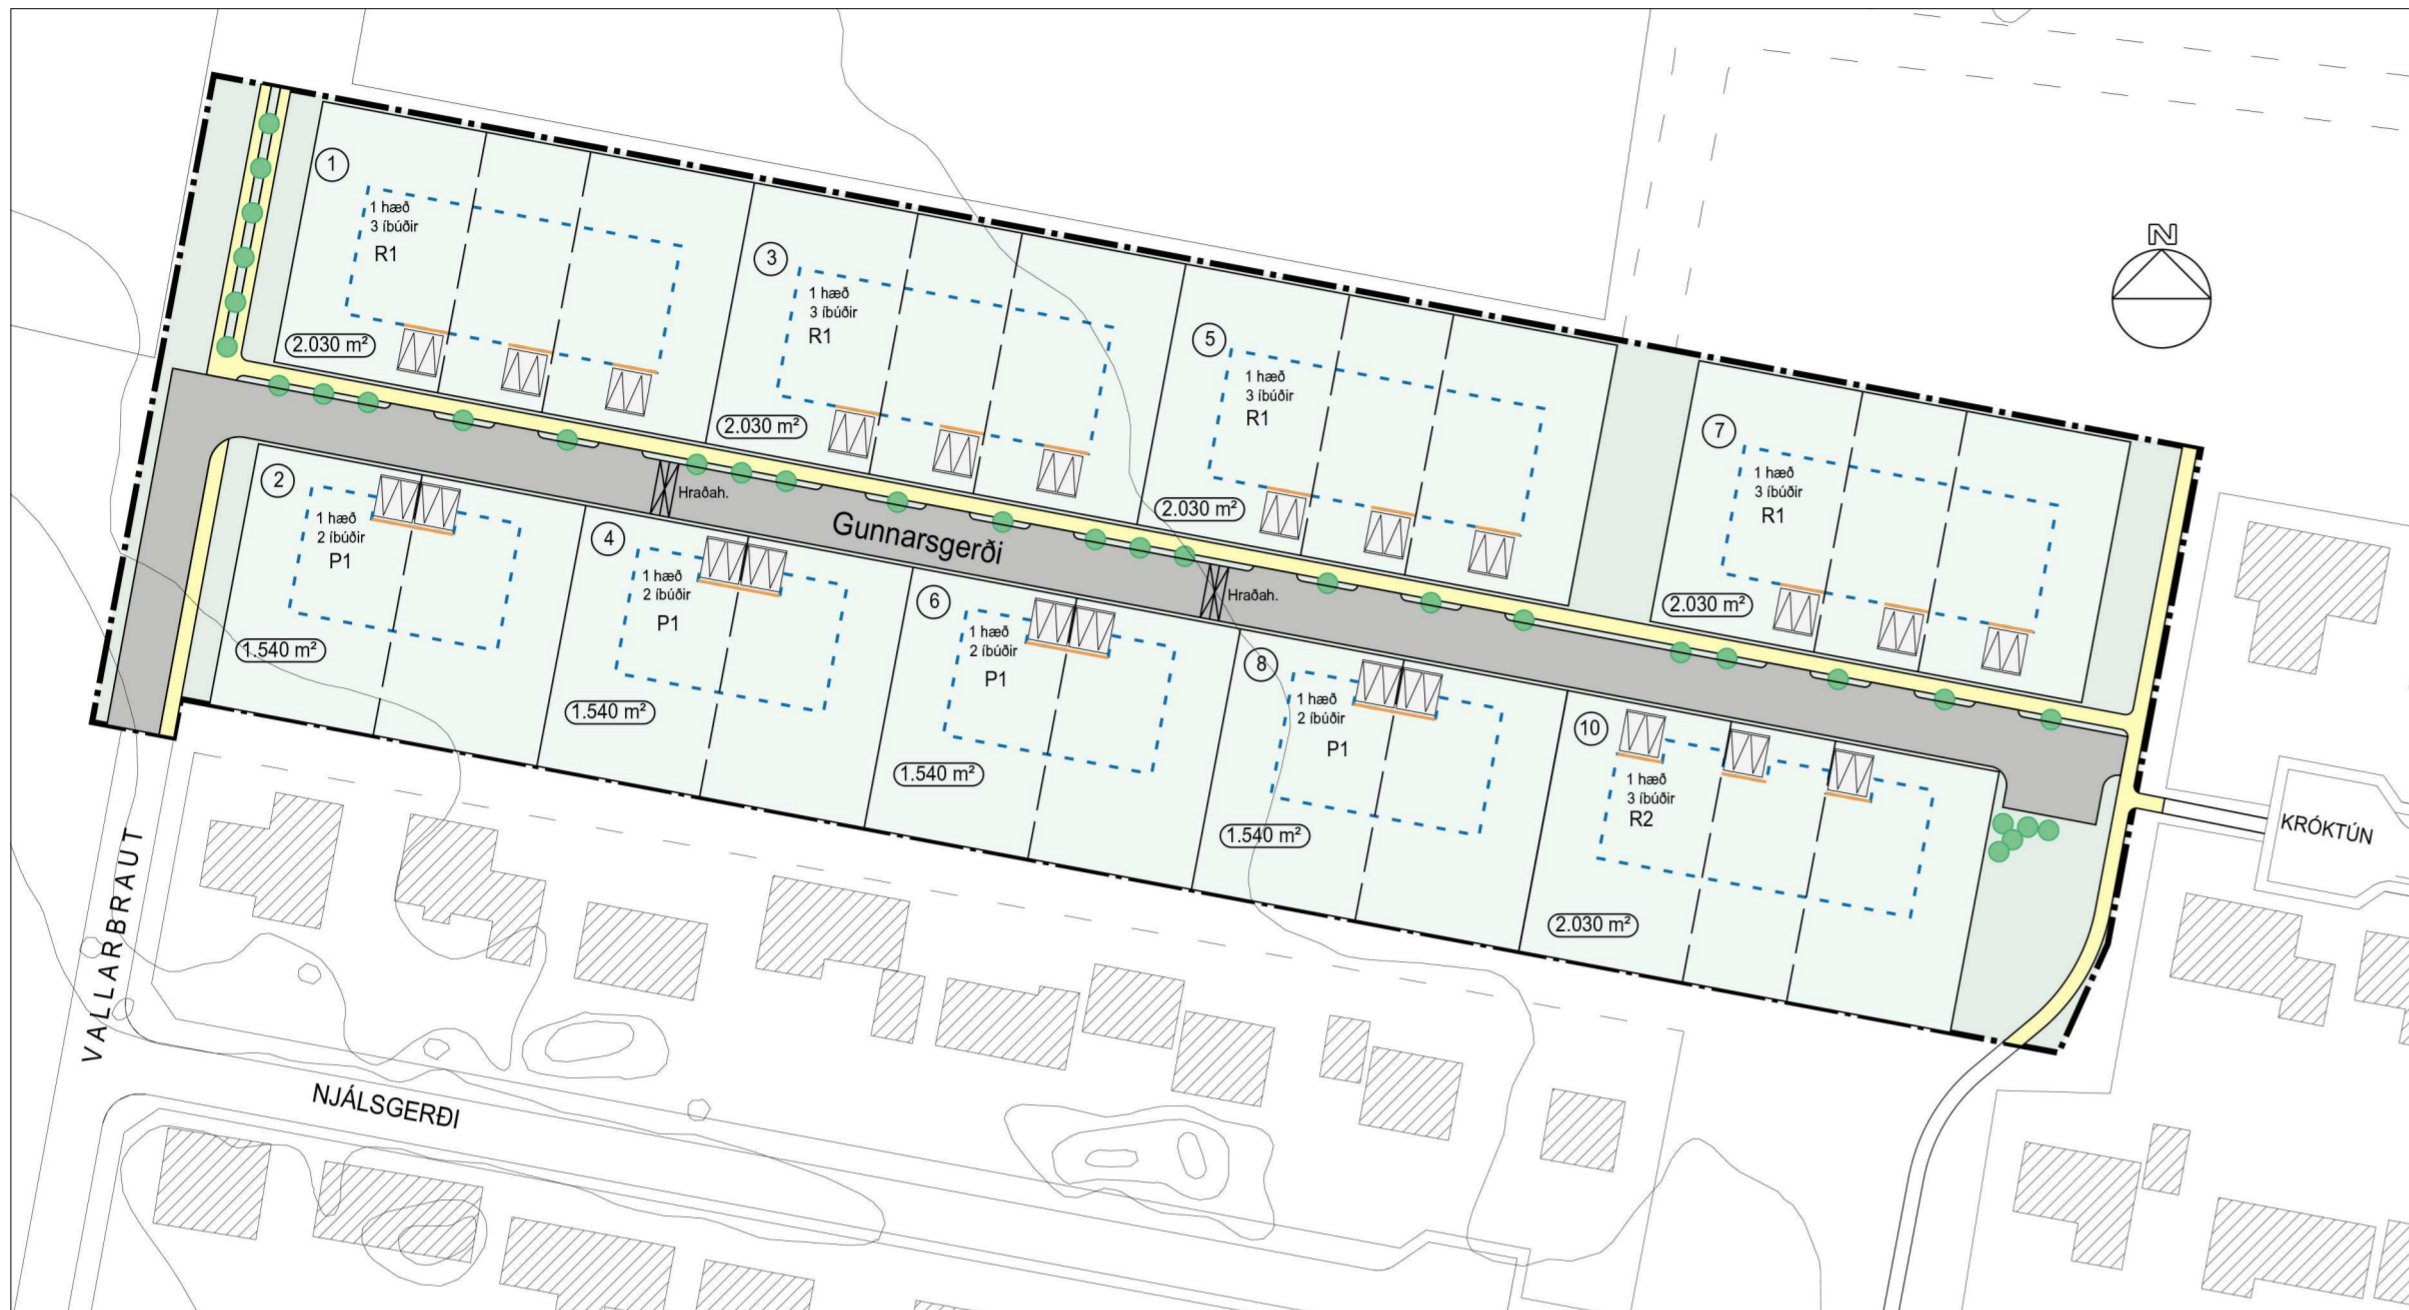 N
1
1 hæð
3 íbúðir
R1
2.030 m²
3
1 hæð
3 íbúðir
R1
2.030 m²
5
1 hæð
3 íbúðir
R1
2.030 m²
7
1 hæð
3 íbúðir
R1
2.030 m²
Hraðah.
Gunnarsgerði
Hraðah.
2
1 hæð
2 íbúðir
P1
1.540 m²
4
1 hæð
2 íbúðir
P1
1.540 m²
6
1 hæð
2 íbúðir
P1
1.540 m²
8
1 hæð
2 íbúðir
P1
1.540 m²
10
1 hæð
3 íbúðir
R2
2.030 m²
KRÓKTÚN
VALLARBRAUT
NJÁLSGERÐI